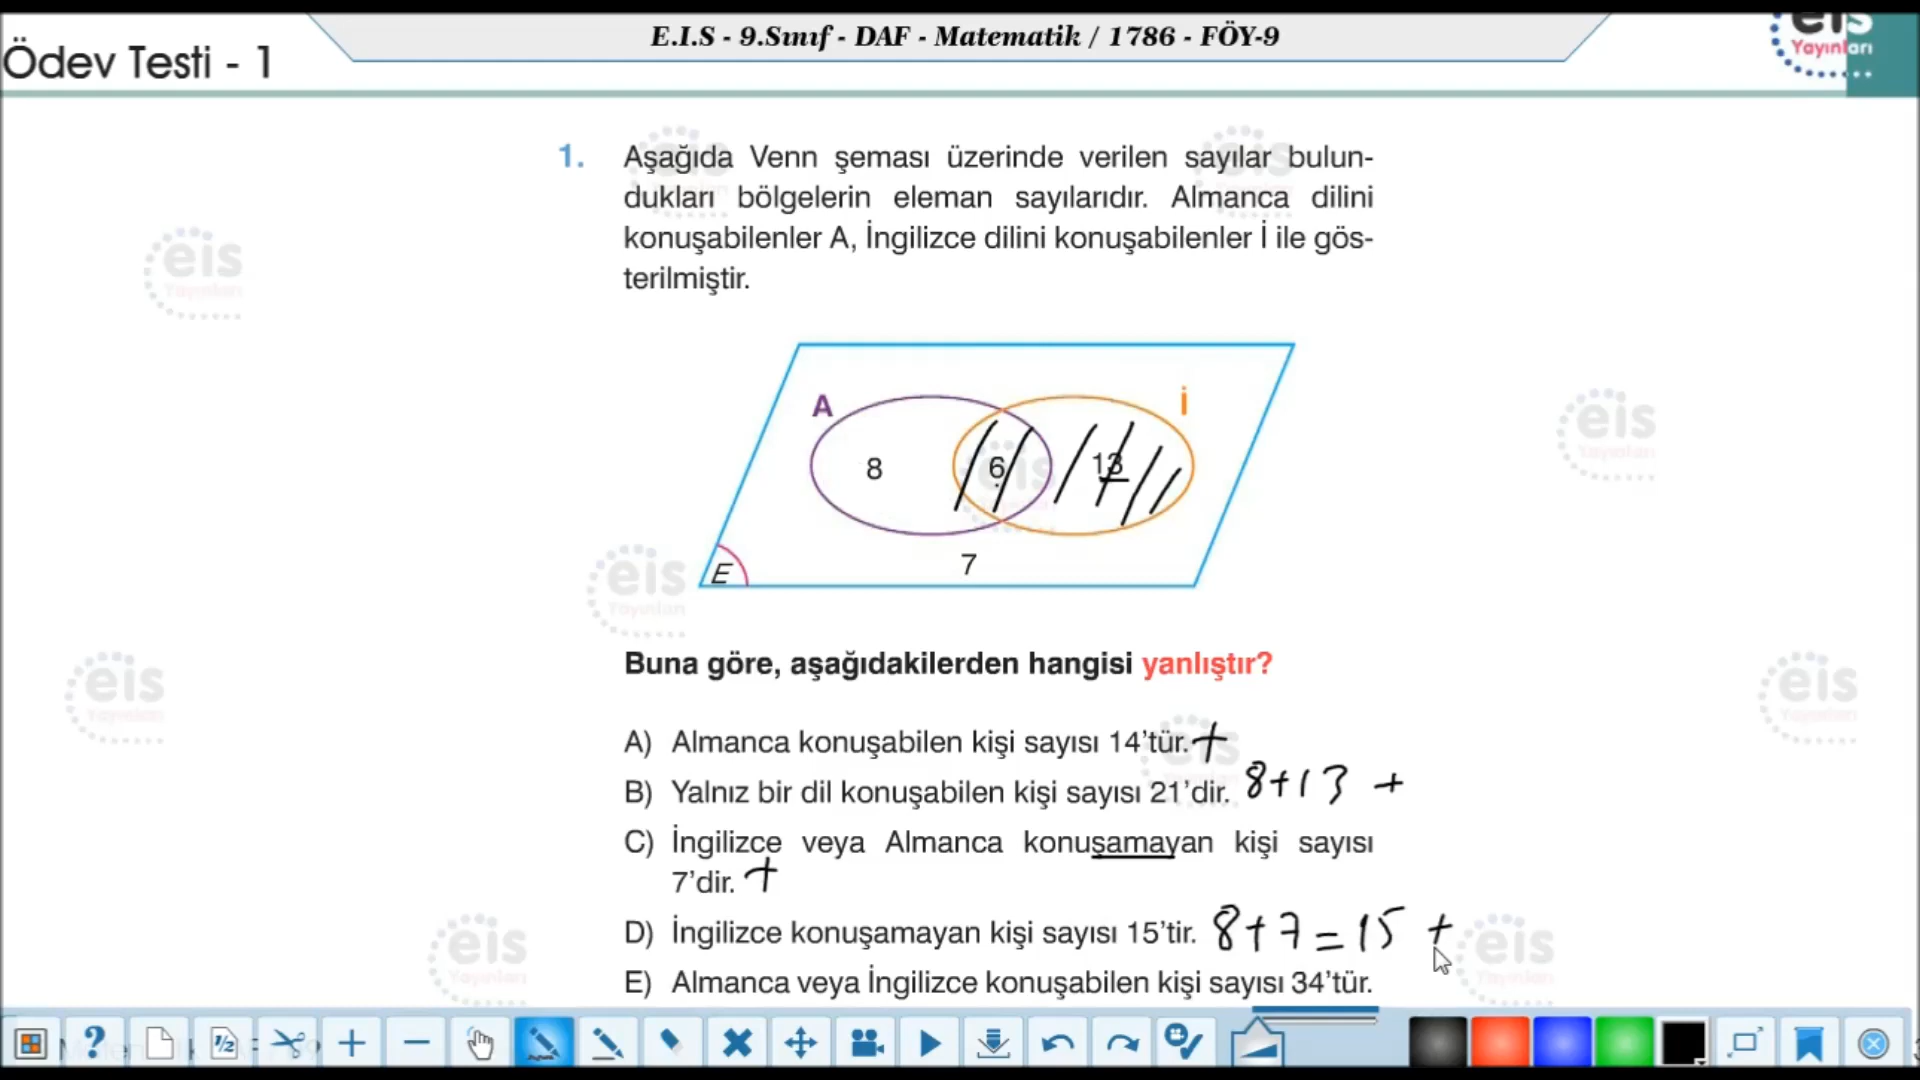 E.I.S - 9.Sınıf - DAF - Matematik / 1786 - FÖY-9
eis
Yayınları
Ödev Testi - 1
1. Aşağıda Venn şeması üzerinde verilen sayılar bulun-
dukları bölgelerin eleman sayılarıdır. Almanca dilini
konuşabilenler A, İngilizce dilini konuşabilenler İ ile gös-
terilmiştir.
A
İ
8
6
13
7
E
Buna göre, aşağıdakilerden hangisi yanlıştır?
A) Almanca konuşabilen kişi sayısı 14'tür. +
B) Yalnız bir dil konuşabilen kişi sayısı 21'dir. 8+13 +
C) İngilizce veya Almanca konuşamayan kişi sayısı
7'dir. +
D) İngilizce konuşamayan kişi sayısı 15'tir. 8+7=15 +
E) Almanca veya İngilizce konuşabilen kişi sayısı 34'tür.